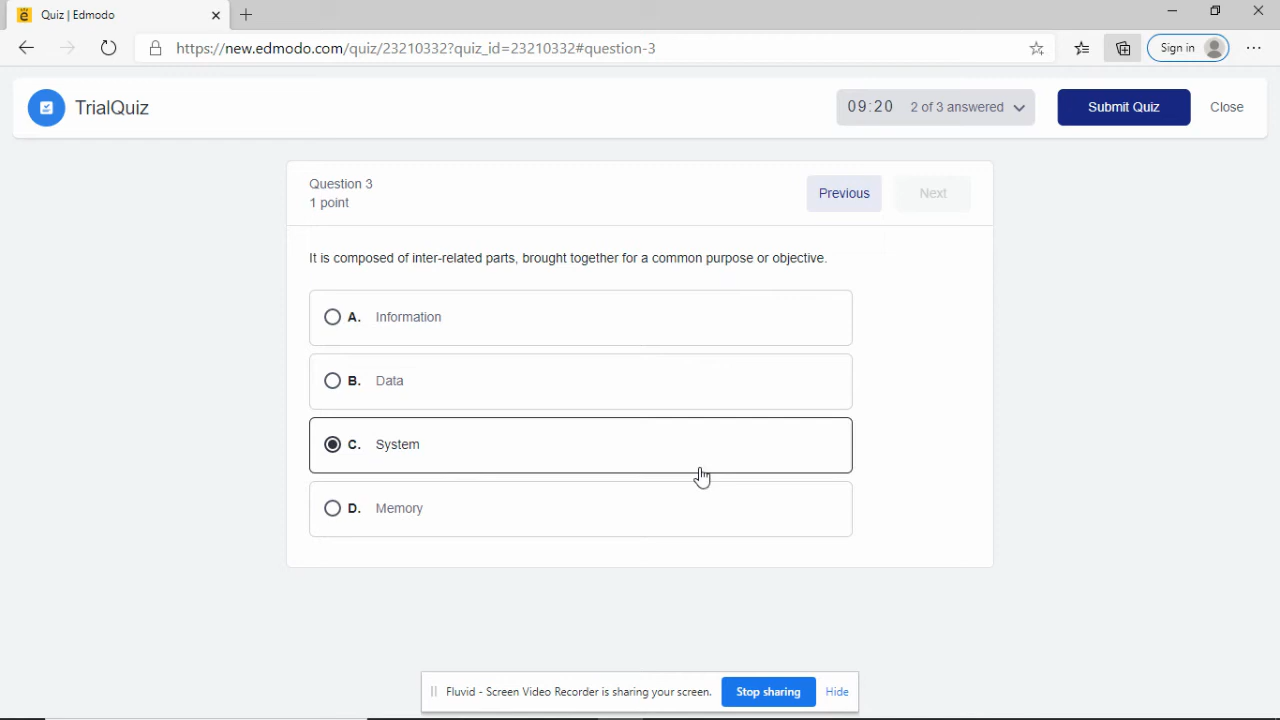 Quiz | Edmodo
https://new.edmodo.com/quiz/23210332?quiz_id=23210332#question-3
Sign in
TrialQuiz
09:20 2 of 3 answered
Submit Quiz
Close
Question 3
1 point
Previous
Next
It is composed of inter-related parts, brought together for a common purpose or objective.
A. Information
B. Data
C. System
D. Memory
Fluvid - Screen Video Recorder is sharing your screen.
Stop sharing
Hide